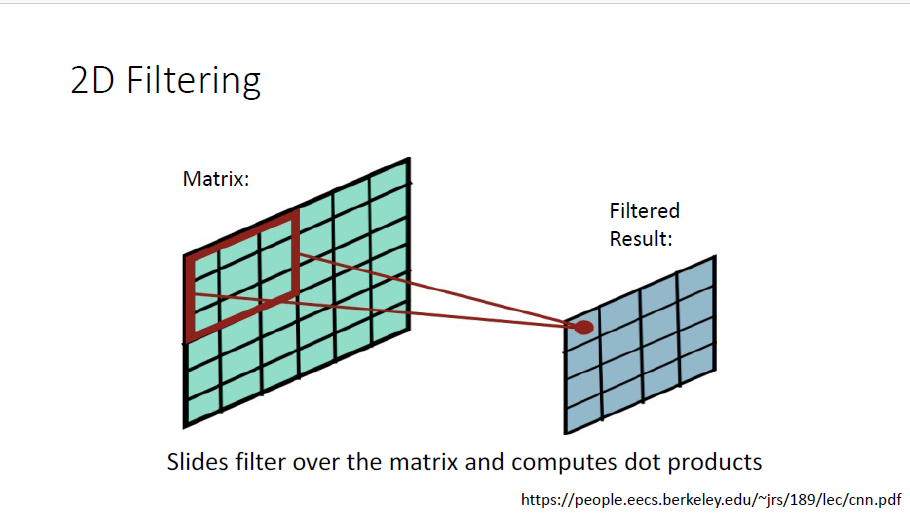 2D Filtering
Matrix:
Filtered
Result:
Slides filter over the matrix and computes dot products
https://people.eecs.berkeley.edu/~jrs/189/lec/cnn.pdf